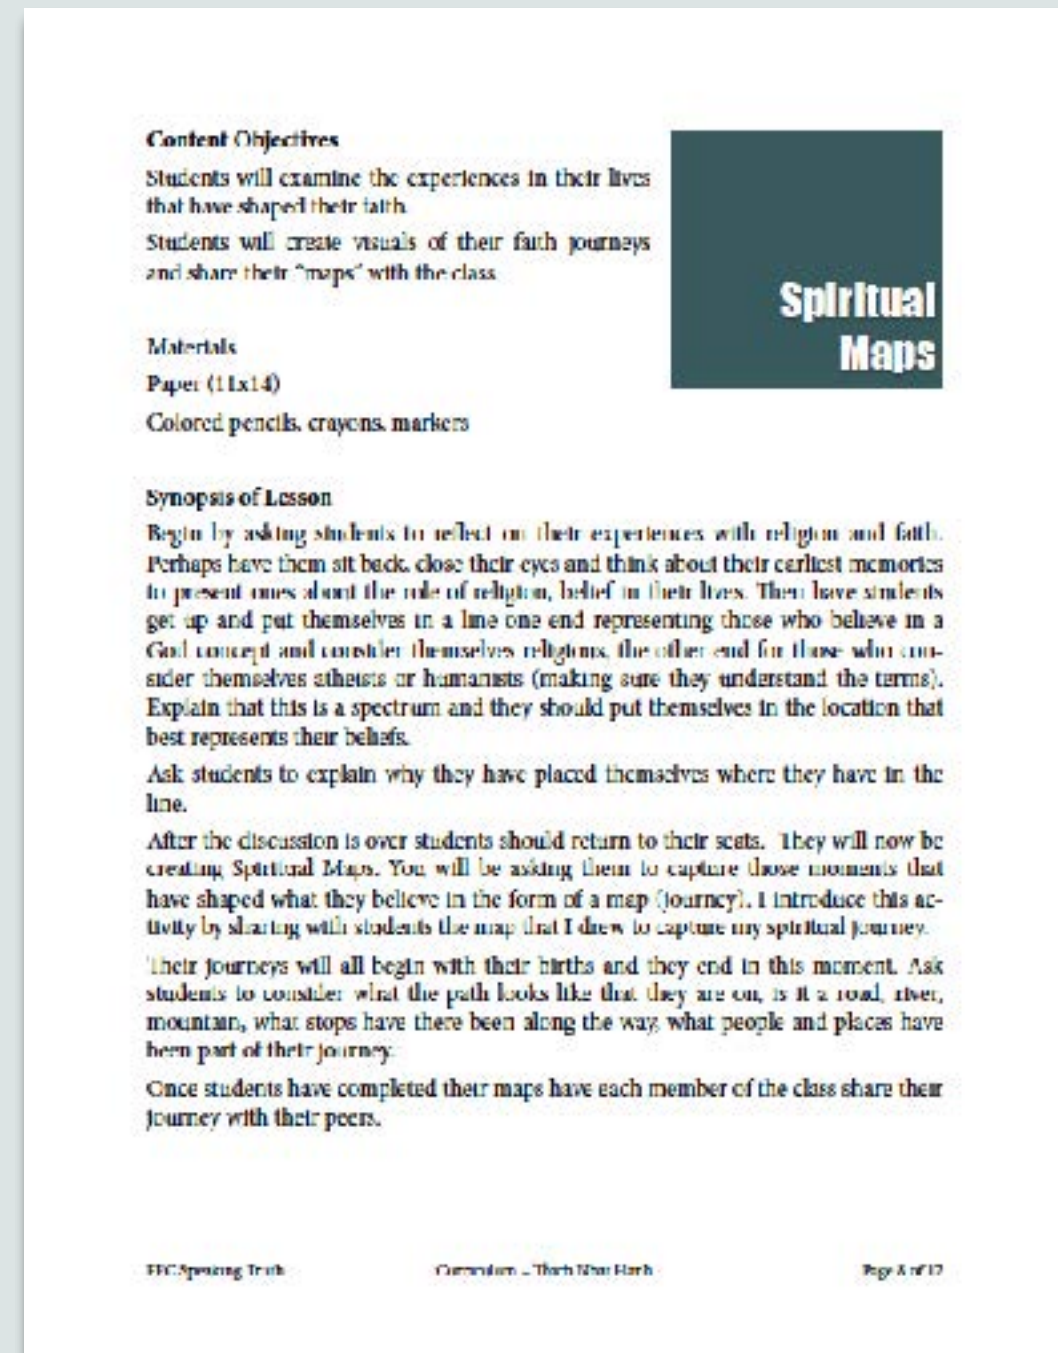 Content Objectives
Students will examine the experiences in their lives
that have shaped their faith.
Students will create visuals of their faith journeys
and share their “maps” with the class.
Spiritual
Maps
Materials
Paper (11x14)
Colored pencils, crayons, markers
Synopsis of Lesson
Begin by asking students to reflect on their experiences with religion and faith.
Perhaps have them sit back, close their eyes and think about their earliest memories
to present ones about the role of religion, belief in their lives. Then have students
get up and put themselves in a line one end representing those who believe in a
God concept and consider themselves religious, the other end for those who con-
sider themselves atheists or humanists (making sure they understand the terms).
Explain that this is a spectrum and they should put themselves in the location that
best represents their beliefs.
Ask students to explain why they have placed themselves where they have in the
line.
After the discussion is over students should return to their seats. They will now be
creating Spiritual Maps. You will be asking them to capture those moments that
have shaped what they believe in the form of a map (journey). I introduce this ac-
tivity by sharing with students the map that I drew to capture my spiritual journey.
Their journeys will all begin with their births and they end in this moment. Ask
students to consider what the path looks like that they are on, is it a road, river,
mountain, what stops have there been along the way, what people and places have
been part of their journey.
Once students have completed their maps have each member of the class share their
journey with their peers.
Speaking Truth
Curriculum – Thich Nhat Hanh
Page 8 of